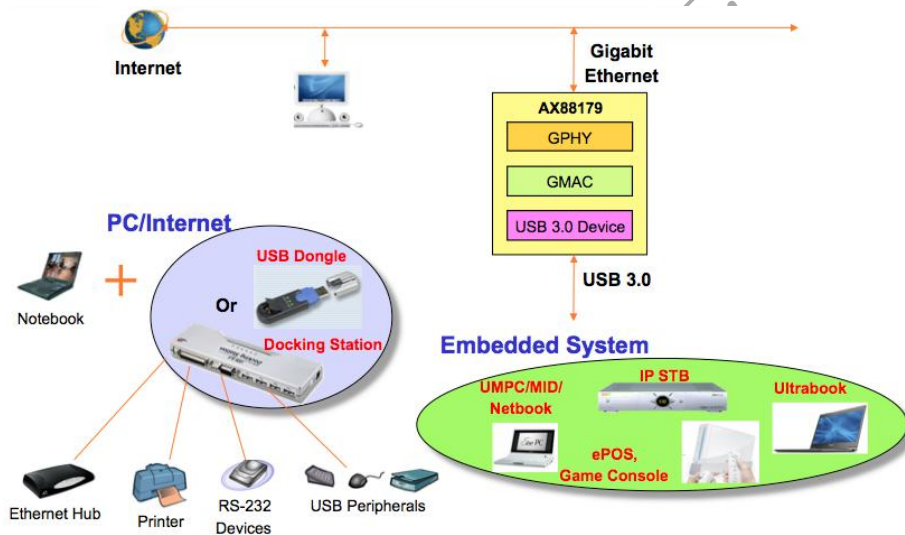 Internet
Gigabit
Ethernet
AX88179
GPHY
GMAC
USB 3.0 Device
USB 3.0
PC/Internet
USB Dongle
Or
Docking Station
Notebook
Ethernet Hub
Printer
RS-232
Devices
USB Peripherals
Embedded System
UMPC/MID/
Netbook
IP STB
Ultrabook
ePOS,
Game Console